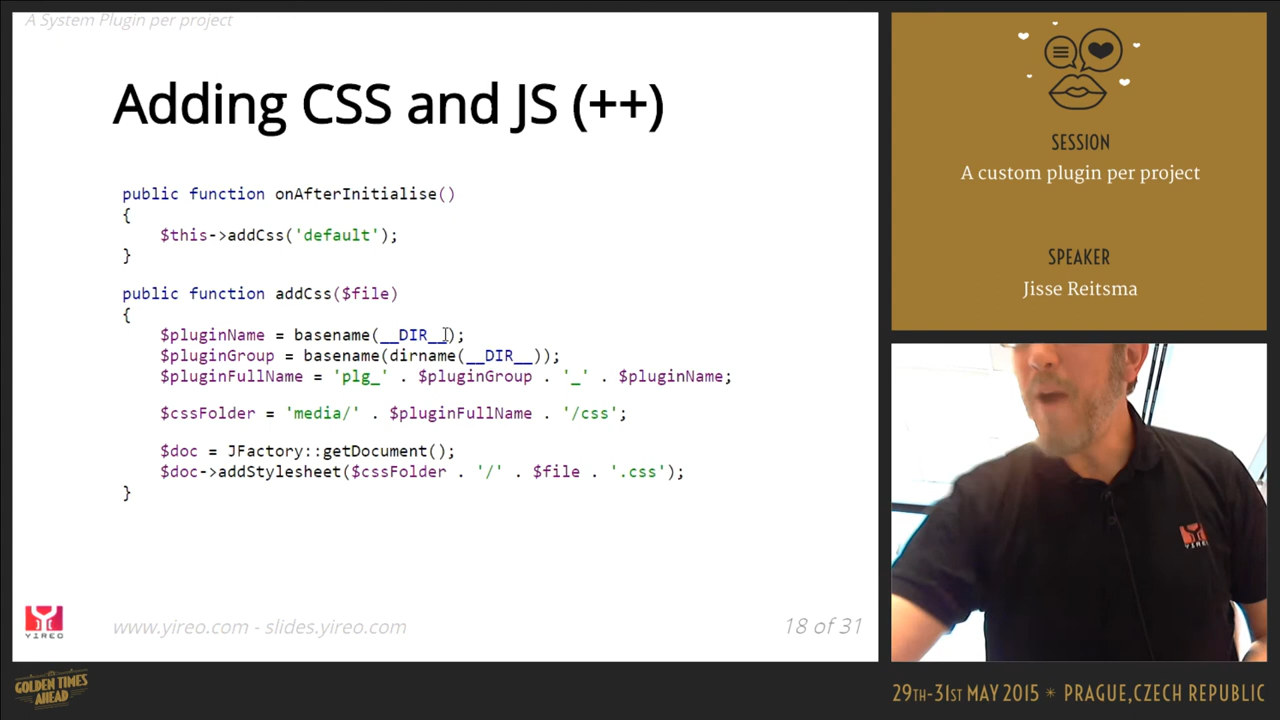 A System Plugin per project
Adding CSS and JS (++)
public function onAfterInitialise()
{
$this->addCss('default');
}
public function addCss($file)
{
$pluginName = basename(__DIR__);
$pluginGroup = basename(dirname(__DIR__));
$pluginFullName = 'plg_' . $pluginGroup . '_' . $pluginName;
$cssFolder = 'media/' . $pluginFullName . '/css';
$doc = JFactory::getDocument();
$doc->addStylesheet($cssFolder . '/' . $file . '.css');
}
YIREO
www.yireo.com - slides.yireo.com
18 of 31
SESSION
A custom plugin per project
SPEAKER
Jisse Reitsma
YIREO
GOLDEN TIMES
AHEAD
29TH-31ST MAY 2015 * PRAGUE,CZECH REPUBLIC